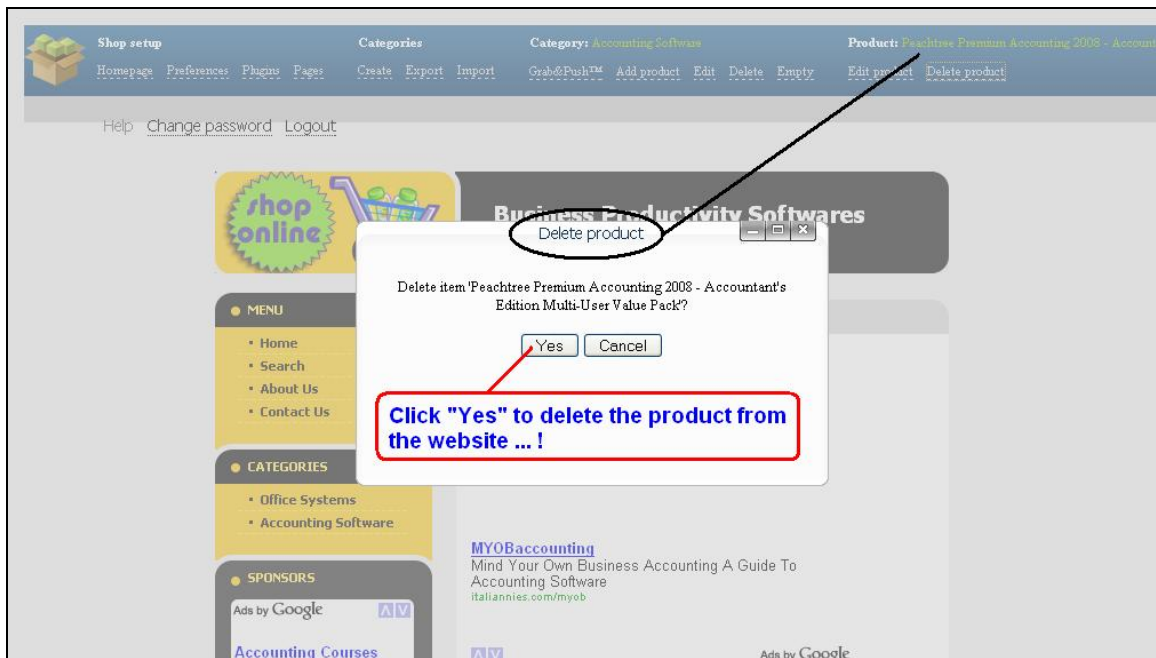 Shop setup Categories Category: Accounting Software Product: Peachtree Premium Accounting 2008 - Account
Homepage Preferences Plugins Pages Create Export Import Grab&Push™ Add product Edit Delete Empty Edit product Delete product
Help Change password Logout
shop
online
Business Productivity Softwares
Delete product
Delete item 'Peachtree Premium Accounting 2008 - Accountant's
Edition Multi-User Value Pack'?
Yes Cancel
Click "Yes" to delete the product from
the website ... !
MENU
Home
Search
About Us
Contact Us
CATEGORIES
Office Systems
Accounting Software
SPONSORS
Ads by Google
Accounting Courses
MYOBaccounting
Mind Your Own Business Accounting A Guide To
Accounting Software
italiannies.com/myob
Ads by Google